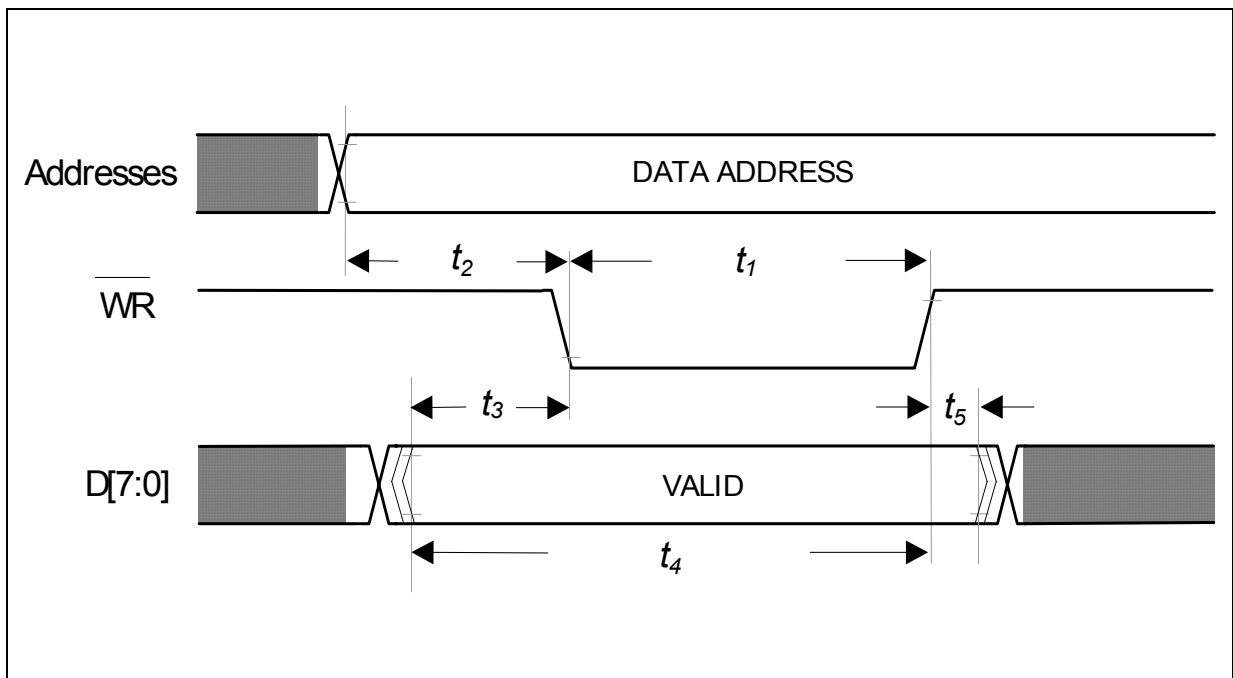 Addresses
DATA ADDRESS
t2
t1
WR
t3
t5
D[7:0]
VALID
t4